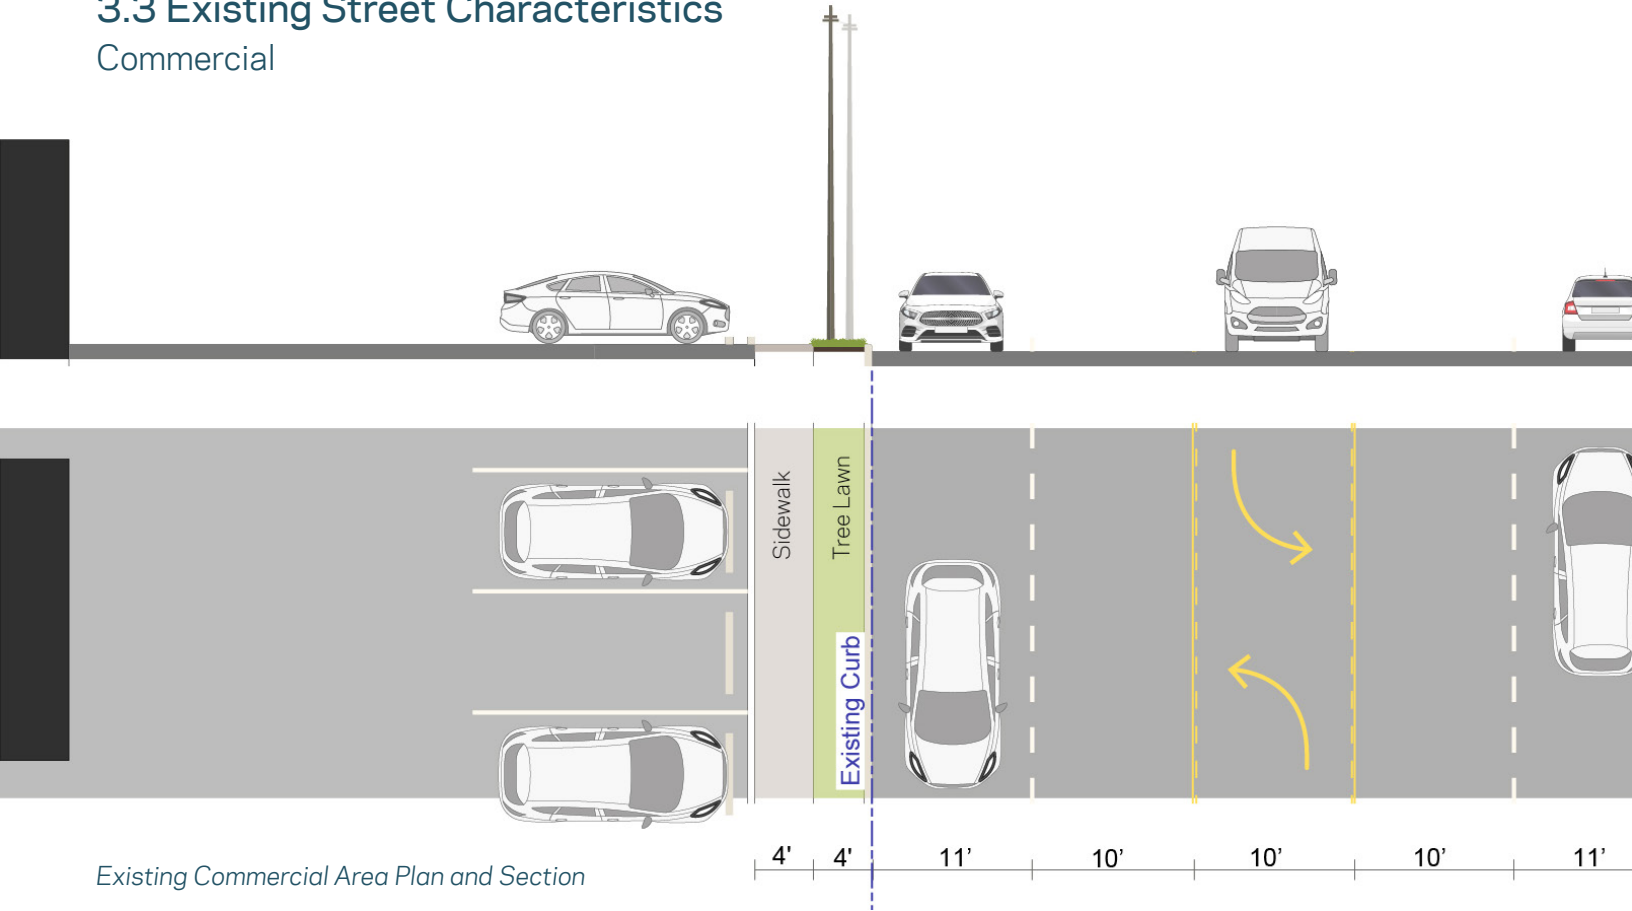 3.3 Existing Street Characteristics
Commercial
Sidewalk
Tree Lawn
Existing Curb
4' 4' 11’ 10’ 10’ 10’ 11’
Existing Commercial Area Plan and Section